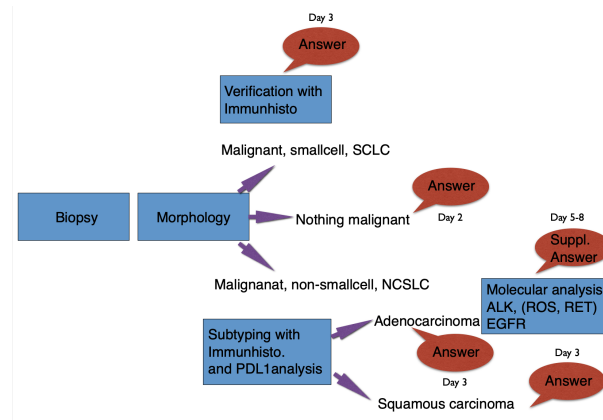 Day 3
Answer
Verification with
Immunhisto
Malignant, smallcell, SCLC
Biopsy
Morphology
Nothing malignant
Answer
Day 2
Malignanat, non-smallcell, NCSLC
Day 5-8
Suppl.
Answer
Molecular analysis
ALK, (ROS, RET)
EGFR
Subtyping with
Immunhisto.
and PDL1analysis
Adenocarcinoma
Answer
Day 3
Squamous carcinoma
Day 3
Answer